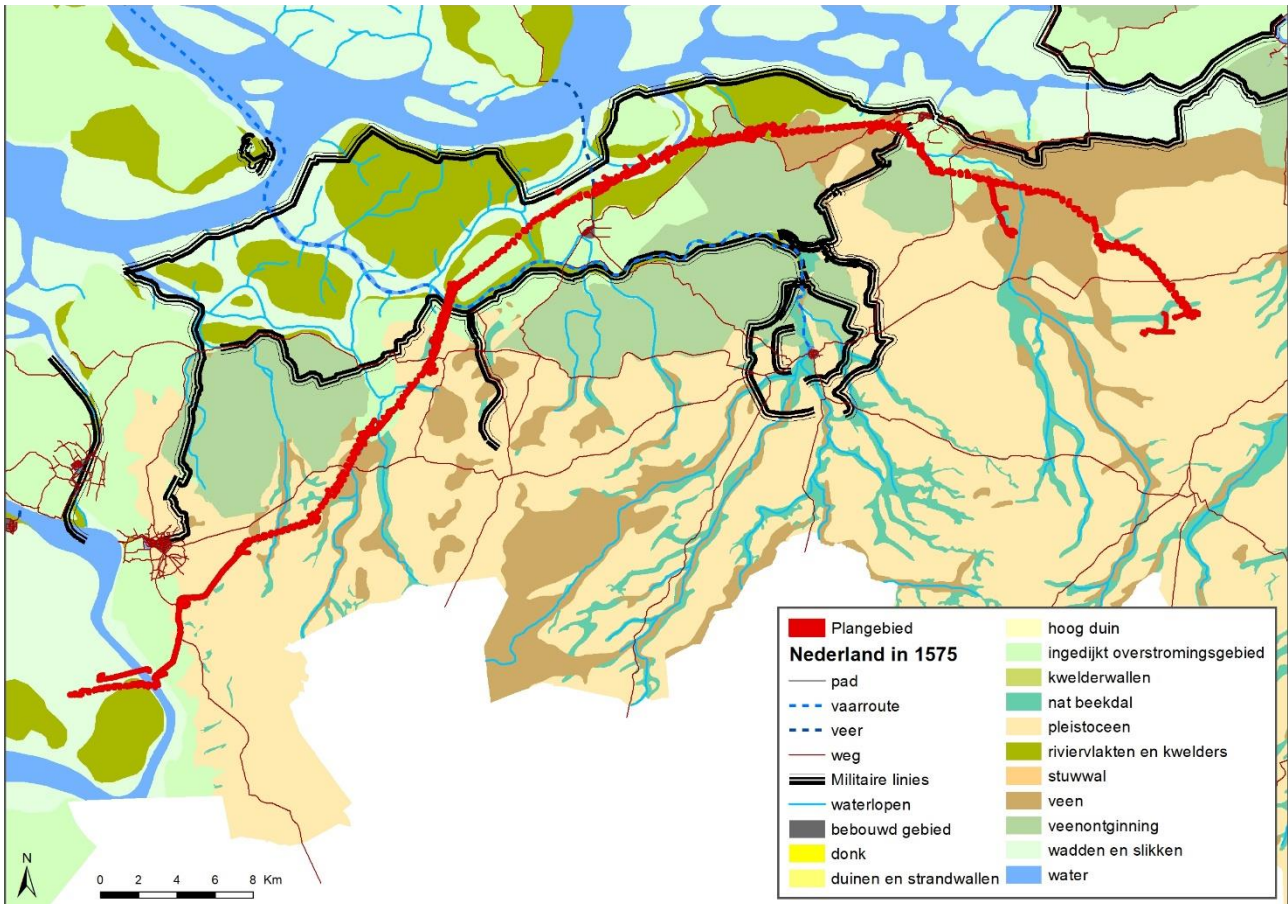 Plangebied
Nederland in 1575
pad
vaarroute
veer
weg
Militaire linies
waterlopen
bebouwd gebied
donk
duinen en strandwallen
hoog duin
ingedijkt overstromingsgebied
kwelderwallen
nat beekdal
pleistoceen
riviervlakten en kwelders
stuwwal
veen
veenontginning
wadden en slikken
water
N
0 2 4 6 8 Km